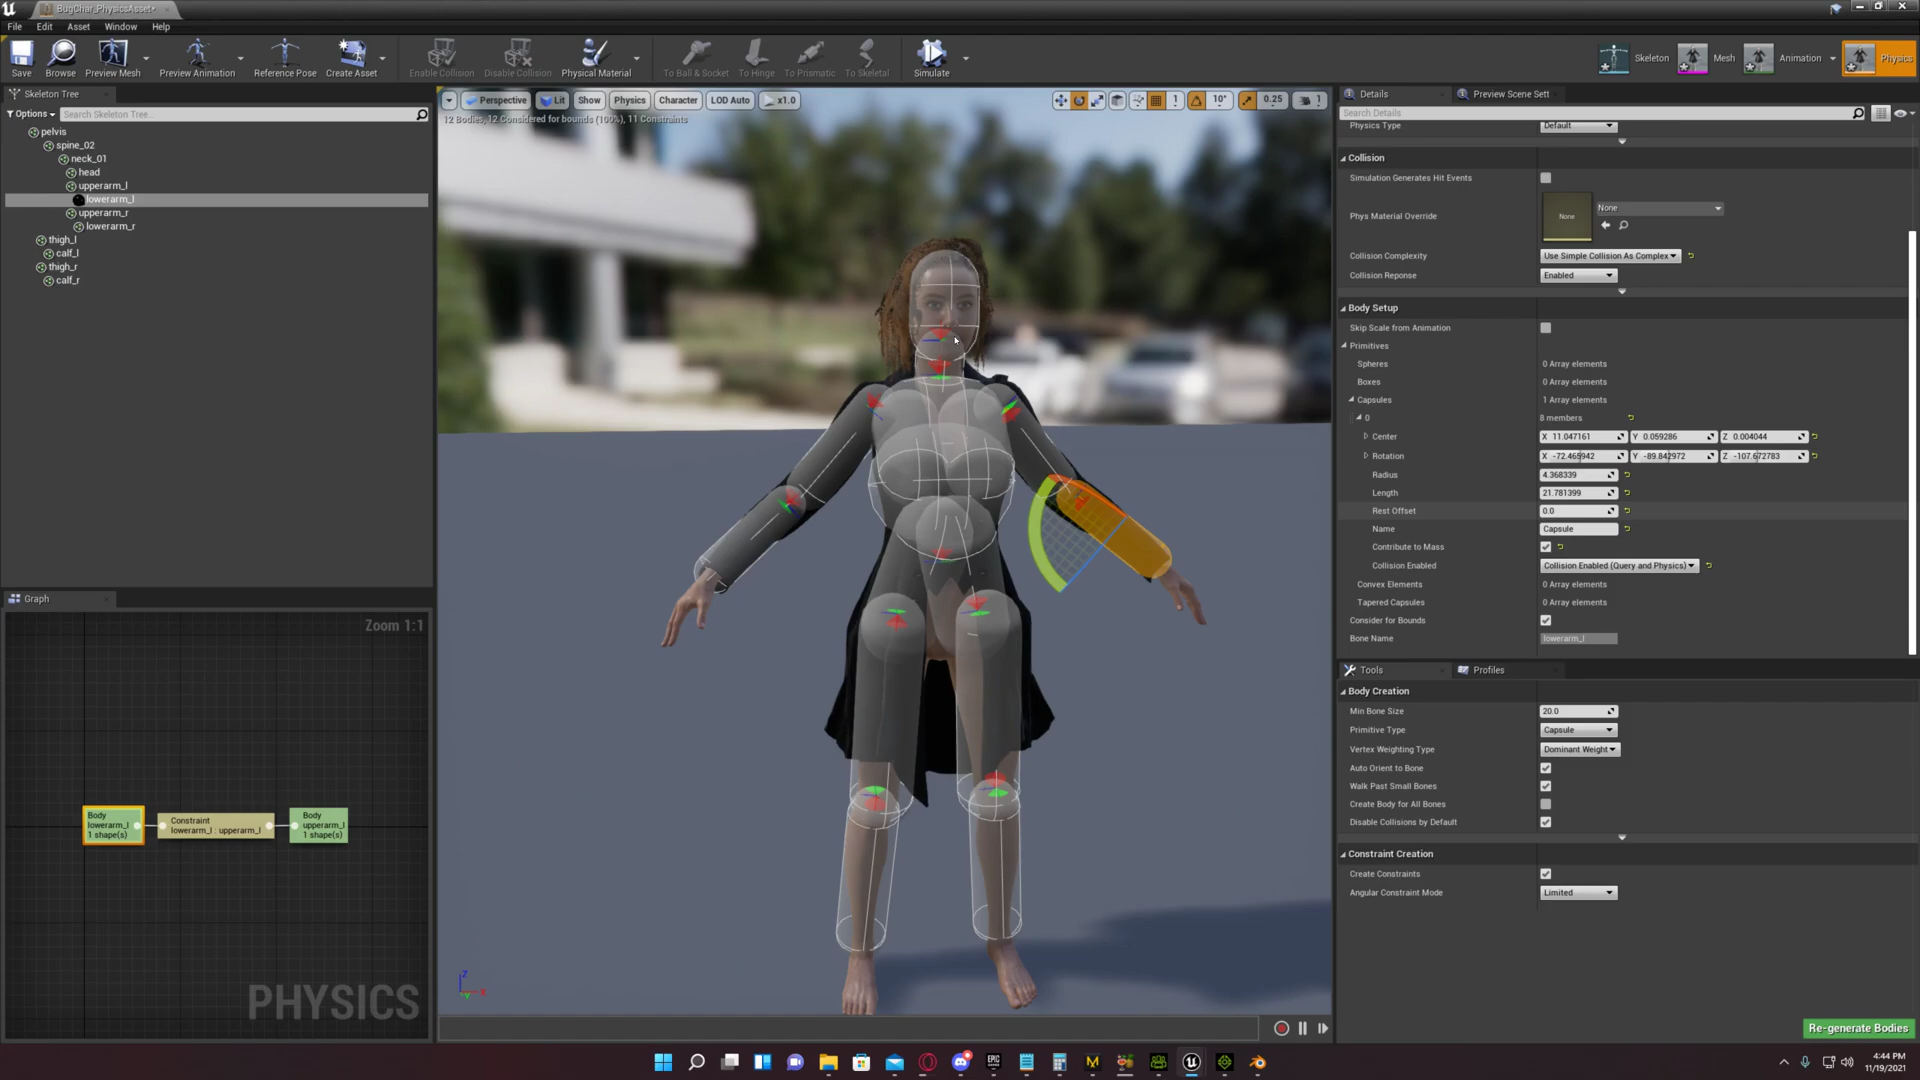 BugChar_PhysicsAsset*
File Edit Asset Window Help
Save Browse Preview Mesh Preview Animation Reference Pose Create Asset Enable Collision Disable Collision Physical Material To Ball & Socket To Hinge To Prismatic To Skeletal Simulate Skeleton Mesh Animation Physics
Skeleton Tree
Options Search Skeleton Tree...
pelvis
spine_02
neck_01
head
upperarm_l
lowerarm_l
upperarm_r
lowerarm_r
thigh_l
calf_l
thigh_r
calf_r
Graph
Zoom 1:1
Body
lowerarm_l
1 shape(s)
Constraint
lowerarm_l : upperarm_l
Body
upperarm_l
1 shape(s)
PHYSICS
Perspective Lit Show Physics Character LOD Auto x1.0 10° 0.25 1
12 Bodies, 12 Considered for bounds (100%), 11 Constraints
Z
X
Y
Details Preview Scene Sett
Search Details
Physics Type Default
Collision
Simulation Generates Hit Events
Phys Material Override None None
Collision Complexity Use Simple Collision As Complex
Collision Reponse Enabled
Body Setup
Skip Scale from Animation
Primitives
Spheres 0 Array elements
Boxes 0 Array elements
Capsules 1 Array elements
0 8 members
Center X 11.047161 Y 0.059286 Z 0.004044
Rotation X -72.465942 Y -89.842972 Z -107.672783
Radius 4.368339
Length 21.781399
Rest Offset 0.0
Name Capsule
Contribute to Mass
Collision Enabled Collision Enabled (Query and Physics)
Convex Elements 0 Array elements
Tapered Capsules 0 Array elements
Consider for Bounds
Bone Name lowerarm_l
Tools Profiles
Body Creation
Min Bone Size 20.0
Primitive Type Capsule
Vertex Weighting Type Dominant Weight
Auto Orient to Bone
Walk Past Small Bones
Create Body for All Bones
Disable Collisions by Default
Constraint Creation
Create Constraints
Angular Constraint Mode Limited
Re-generate Bodies
EPIC
4:44 PM
11/19/2021